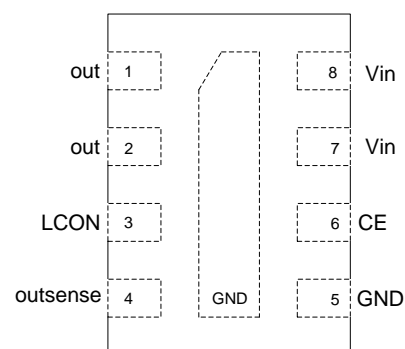 out 1 8 Vin
out 2 7 Vin
LCON 3 6 CE
outsense 4 GND 5 GND